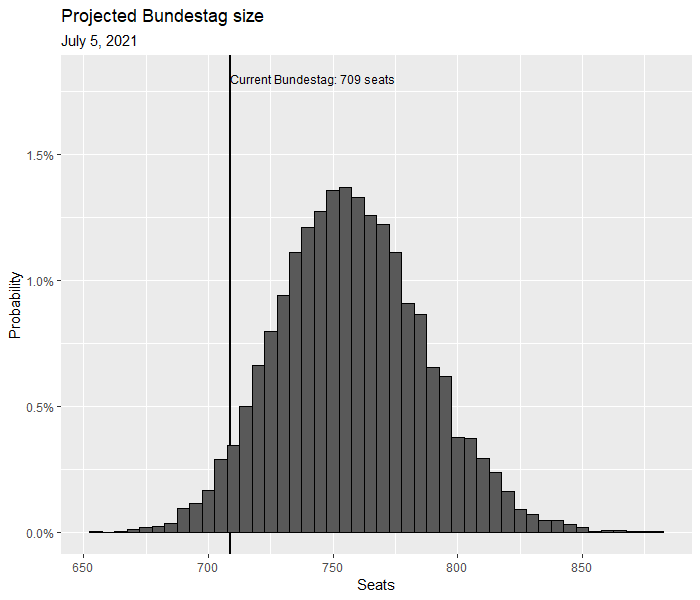 Projected Bundestag size
July 5, 2021
Current Bundestag: 709 seats
1.5%
1.0%
0.5%
0.0%
Probability
650 700 750 800 850
Seats